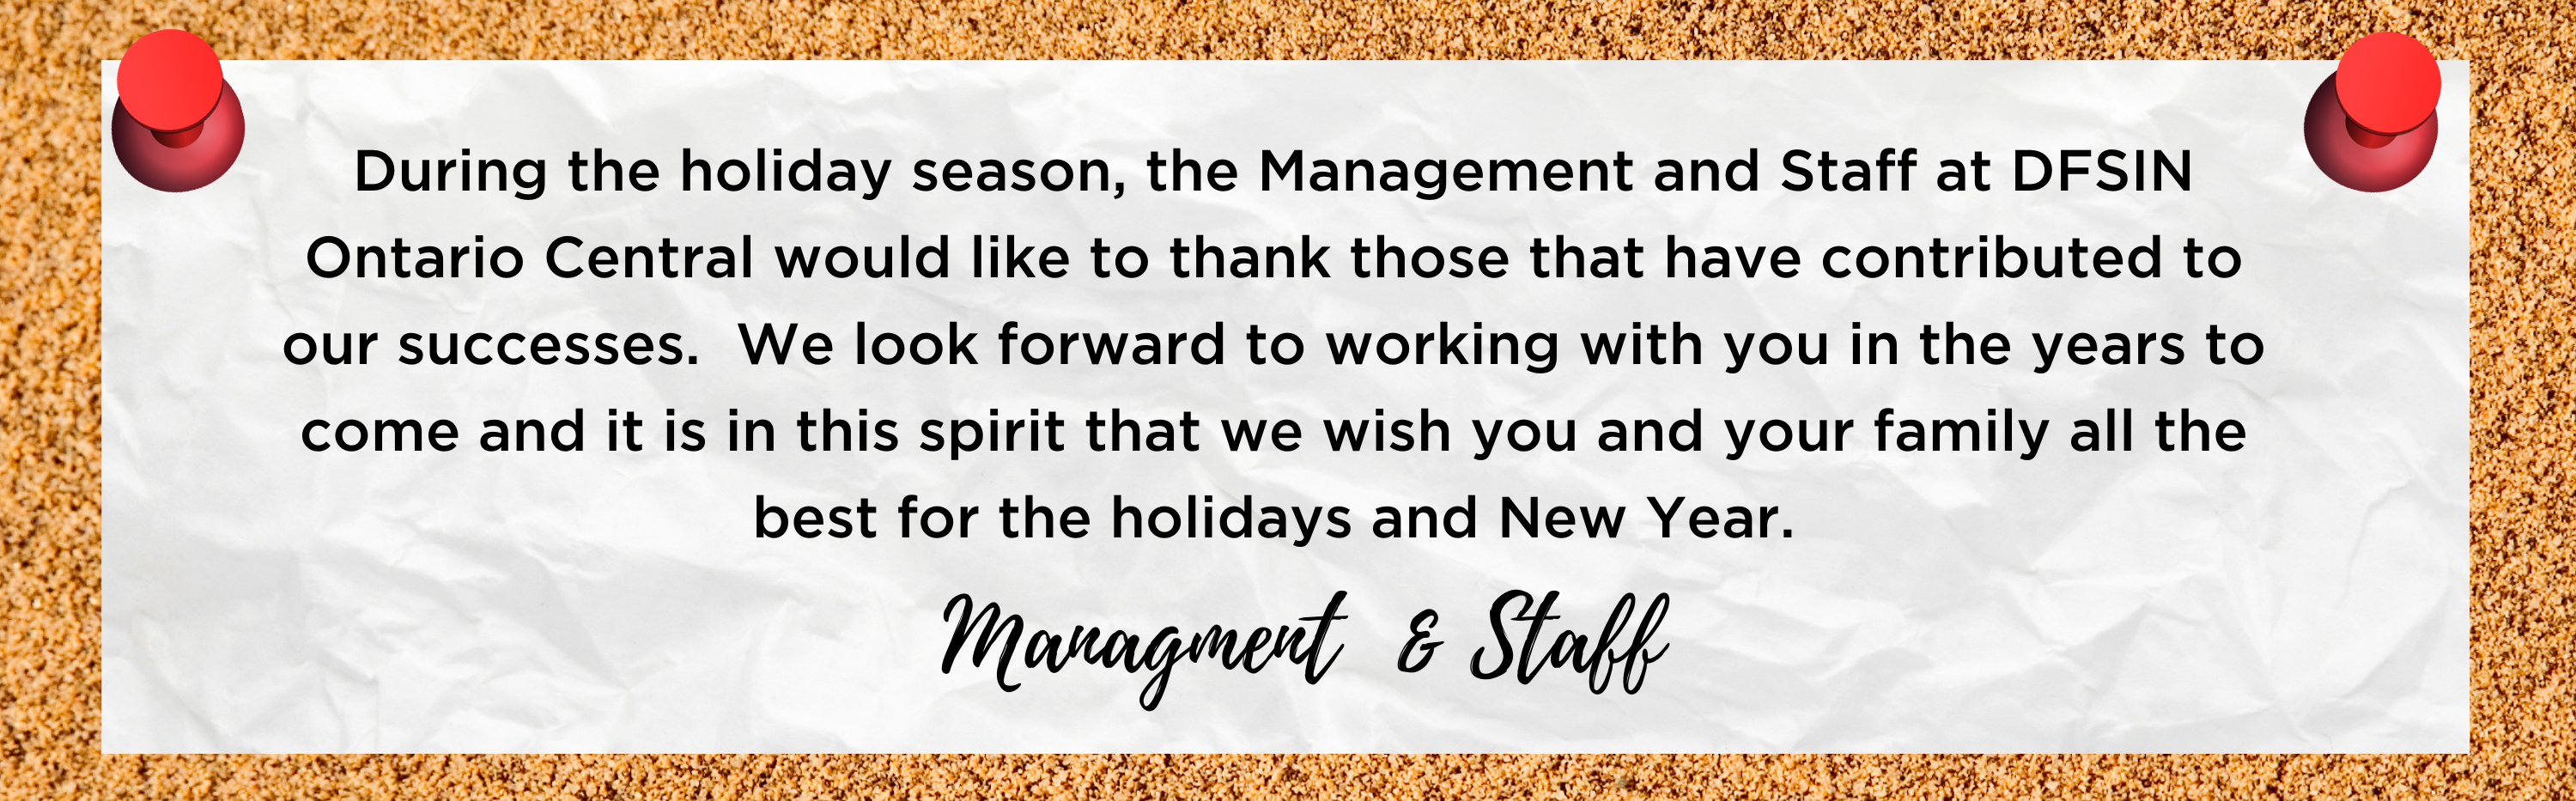 During the holiday season, the Management and Staff at DFSIN
Ontario Central would like to thank those that have contributed to
our successes.  We look forward to working with you in the years to
come and it is in this spirit that we wish you and your family all the
best for the holidays and New Year.
Managment & Staff